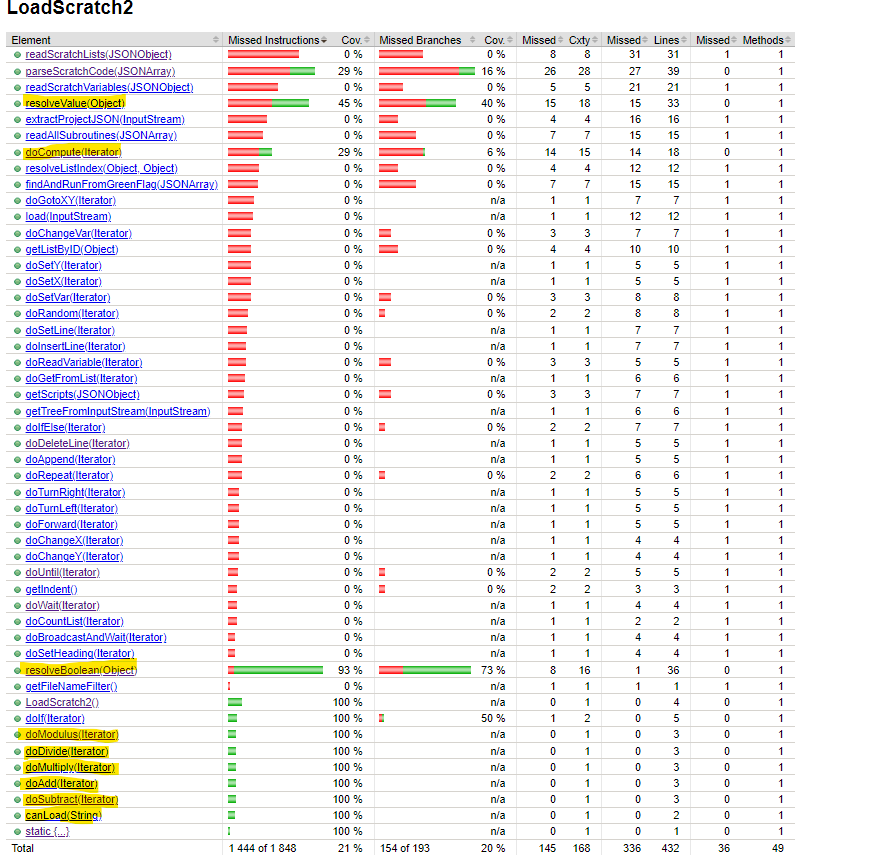 LoadScratch2
Element Missed Instructions Cov. Missed Branches Cov. Missed Cxty Missed Lines Missed Methods
readScratchLists(JSONObject) 0 % 0 % 8 8 31 31 1 1
parseScratchCode(JSONArray) 29 % 16 % 26 28 27 39 0 1
readScratchVariables(JSONObject) 0 % 0 % 5 5 21 21 1 1
resolveValue(Object) 45 % 40 % 15 18 15 33 0 1
extractProjectJSON(InputStream) 0 % 0 % 4 4 16 16 1 1
readAllSubroutines(JSONArray) 0 % 0 % 7 7 15 15 1 1
doCompute(Iterator) 29 % 6 % 14 15 14 18 0 1
resolveListIndex(Object, Object) 0 % 0 % 4 4 12 12 1 1
findAndRunFromGreenFlag(JSONArray) 0 % 0 % 7 7 15 15 1 1
doGotoXY(Iterator) 0 % n/a 1 1 7 7 1 1
load(InputStream) 0 % n/a 1 1 12 12 1 1
doChangeVar(Iterator) 0 % 0 % 3 3 7 7 1 1
getListByID(Object) 0 % 0 % 4 4 10 10 1 1
doSetY(Iterator) 0 % n/a 1 1 5 5 1 1
doSetX(Iterator) 0 % n/a 1 1 5 5 1 1
doSetVar(Iterator) 0 % 0 % 3 3 8 8 1 1
doRandom(Iterator) 0 % 0 % 2 2 8 8 1 1
doSetLine(Iterator) 0 % n/a 1 1 7 7 1 1
doInsertLine(Iterator) 0 % n/a 1 1 7 7 1 1
doReadVariable(Iterator) 0 % 0 % 3 3 5 5 1 1
doGetFromList(Iterator) 0 % n/a 1 1 6 6 1 1
getScripts(JSONObject) 0 % 0 % 3 3 7 7 1 1
getTreeFromInputStream(InputStream) 0 % n/a 1 1 6 6 1 1
doIfElse(Iterator) 0 % 0 % 2 2 7 7 1 1
doDeleteLine(Iterator) 0 % n/a 1 1 5 5 1 1
doAppend(Iterator) 0 % n/a 1 1 5 5 1 1
doRepeat(Iterator) 0 % 0 % 2 2 6 6 1 1
doTurnRight(Iterator) 0 % n/a 1 1 5 5 1 1
doTurnLeft(Iterator) 0 % n/a 1 1 5 5 1 1
doForward(Iterator) 0 % n/a 1 1 5 5 1 1
doChangeX(Iterator) 0 % n/a 1 1 4 4 1 1
doChangeY(Iterator) 0 % n/a 1 1 4 4 1 1
doUntil(Iterator) 0 % 0 % 2 2 5 5 1 1
getIndent() 0 % 0 % 2 2 3 3 1 1
doWait(Iterator) 0 % n/a 1 1 4 4 1 1
doCountList(Iterator) 0 % n/a 1 1 2 2 1 1
doBroadcastAndWait(Iterator) 0 % n/a 1 1 4 4 1 1
doSetHeading(Iterator) 0 % n/a 1 1 4 4 1 1
resolveBoolean(Object) 93 % 73 % 8 16 1 36 0 1
getFileNameFilter() 0 % n/a 1 1 1 1 1 1
LoadScratch2() 100 % n/a 0 1 0 4 0 1
doIf(Iterator) 100 % 50 % 1 2 0 5 0 1
doModulus(Iterator) 100 % n/a 0 1 0 3 0 1
doDivide(Iterator) 100 % n/a 0 1 0 3 0 1
doMultiply(Iterator) 100 % n/a 0 1 0 3 0 1
doAdd(Iterator) 100 % n/a 0 1 0 3 0 1
doSubtract(Iterator) 100 % n/a 0 1 0 3 0 1
canLoad(String) 100 % n/a 0 1 0 2 0 1
static {...} 100 % n/a 0 1 0 1 0 1
Total 1 444 of 1 848 21 % 154 of 193 20 % 145 168 336 432 36 49